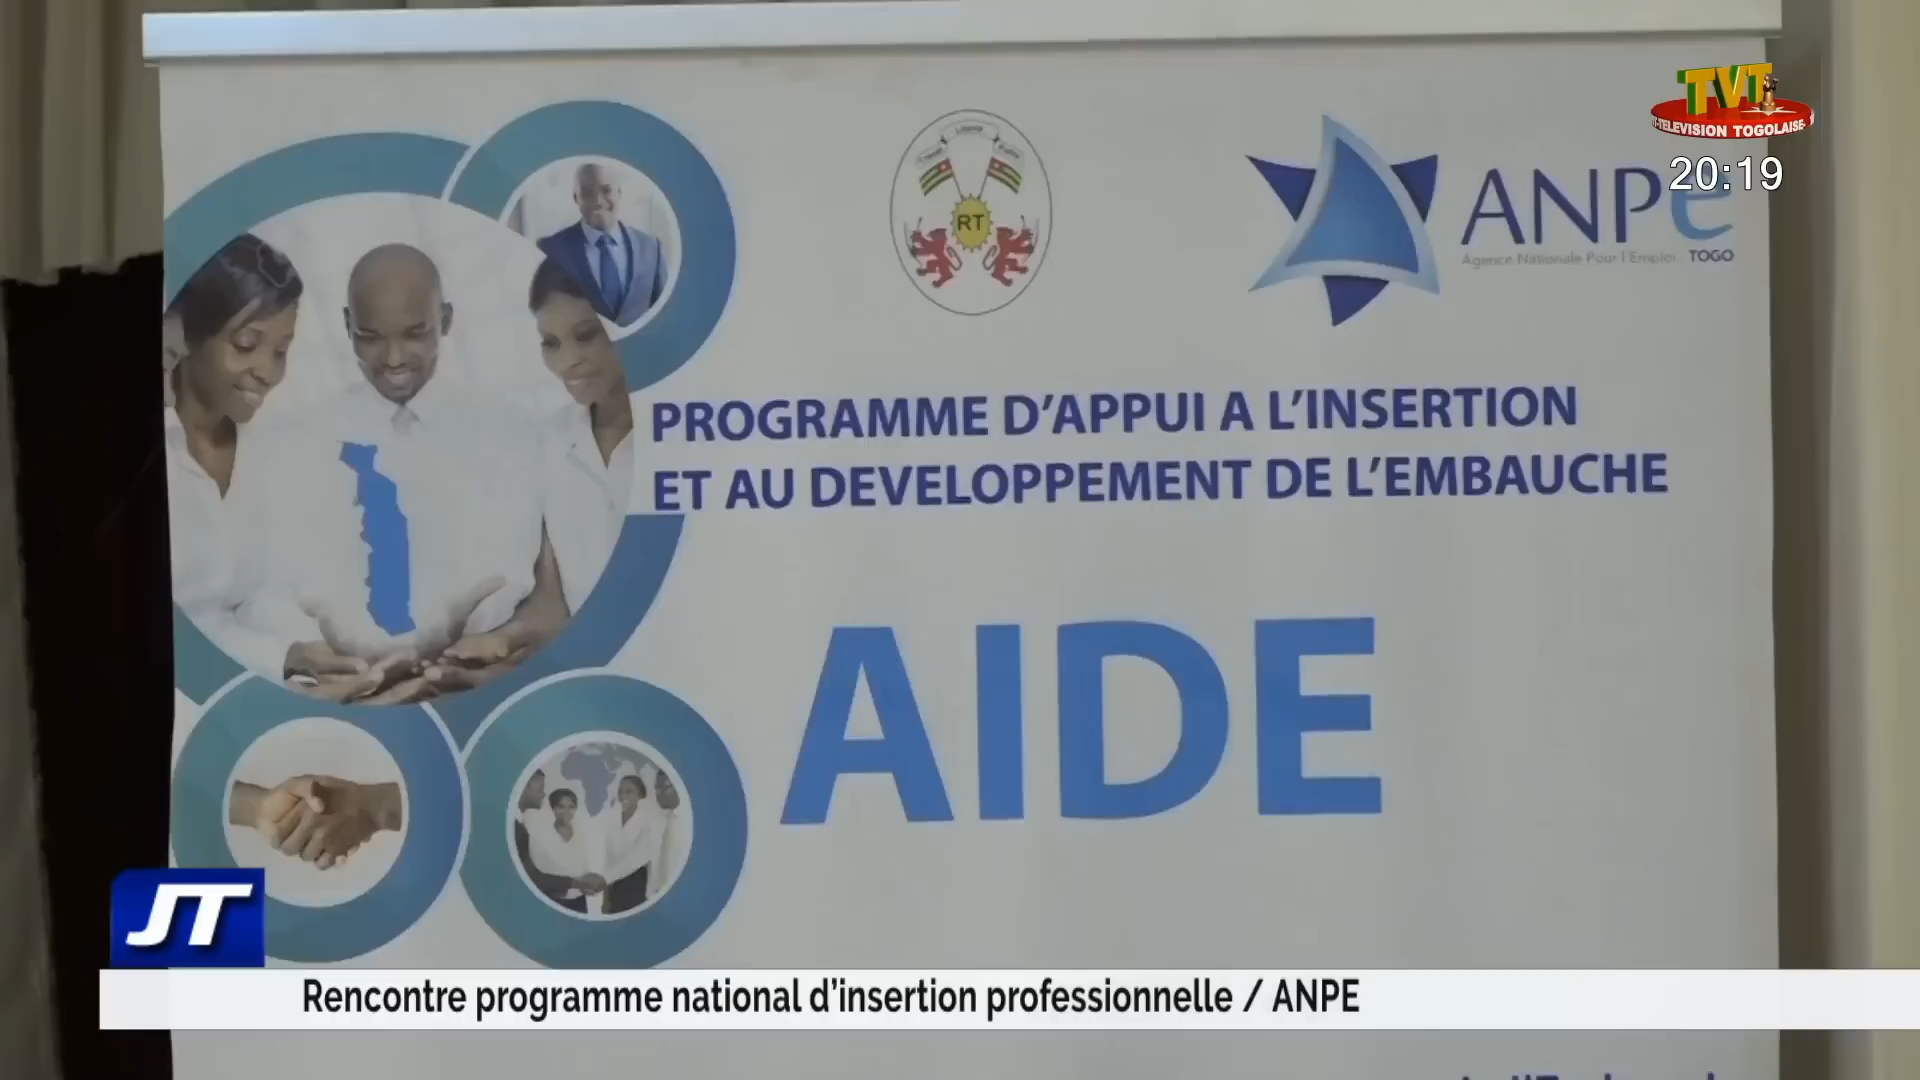 TVT
TELEVISION TOGOLAISE
20:19
RT
ANPe
Agence Nationale Pour l'Emploi TOGO
PROGRAMME D'APPUI A L'INSERTION
ET AU DEVELOPPEMENT DE L'EMBAUCHE
AIDE
JT
Rencontre programme national d'insertion professionnelle / ANPE